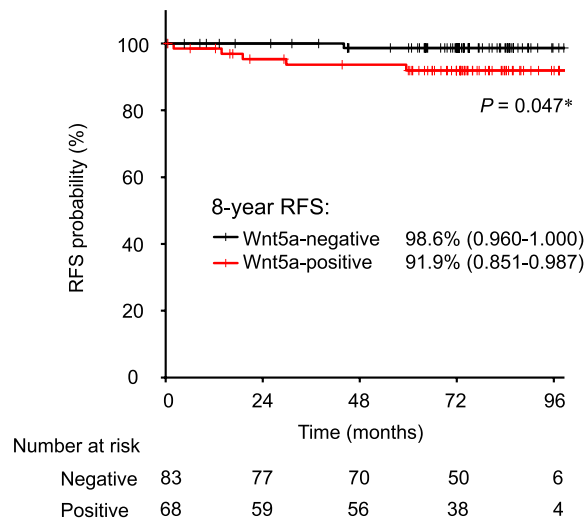 100
80
60
40
20
0
RFS probability (%)
P = 0.047*
8-year RFS:
Wnt5a-negative 98.6% (0.960-1.000)
Wnt5a-positive 91.9% (0.851-0.987)
0 24 48 72 96
Time (months)
Number at risk
Negative 83 77 70 50 6
Positive 68 59 56 38 4